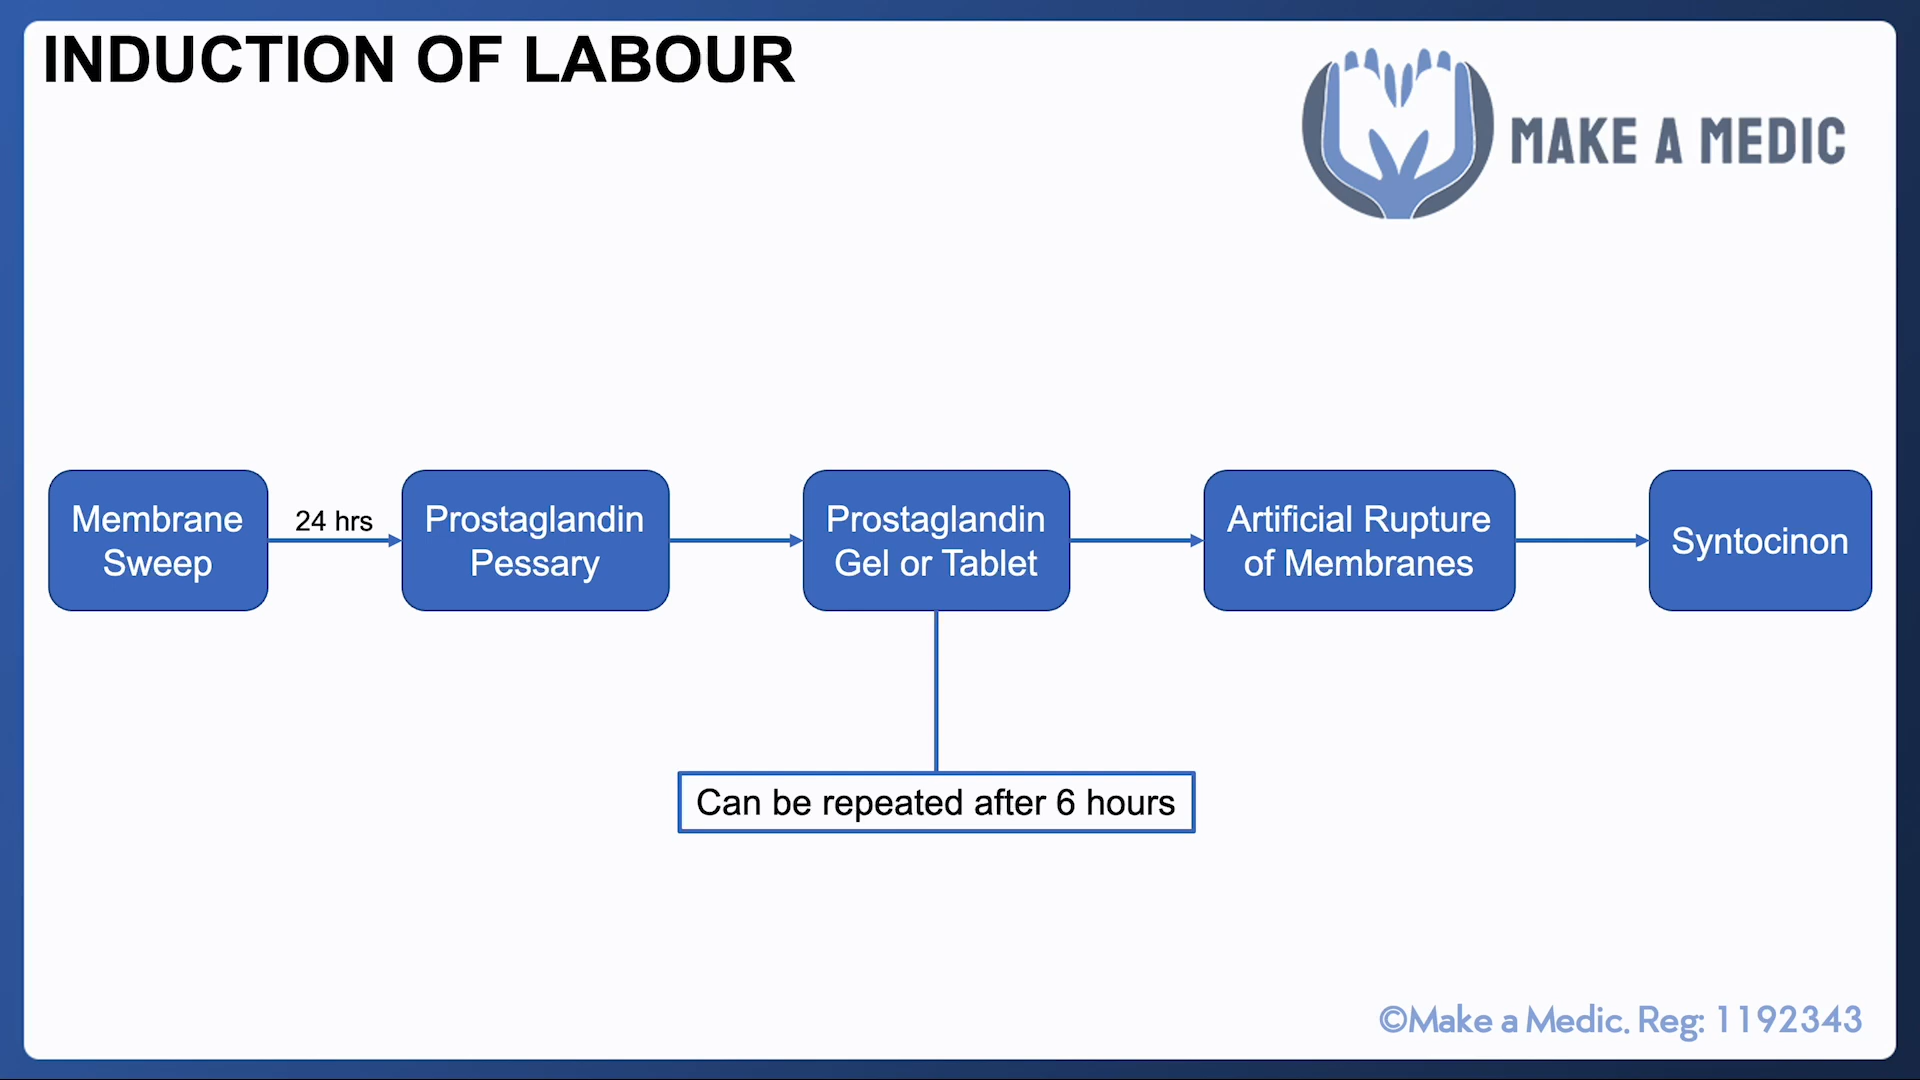 INDUCTION OF LABOUR
MAKE A MEDIC
Membrane
Sweep
24 hrs
Prostaglandin
Pessary
Prostaglandin
Gel or Tablet
Artificial Rupture
of Membranes
Syntocinon
Can be repeated after 6 hours
©Make a Medic. Reg: 1192343